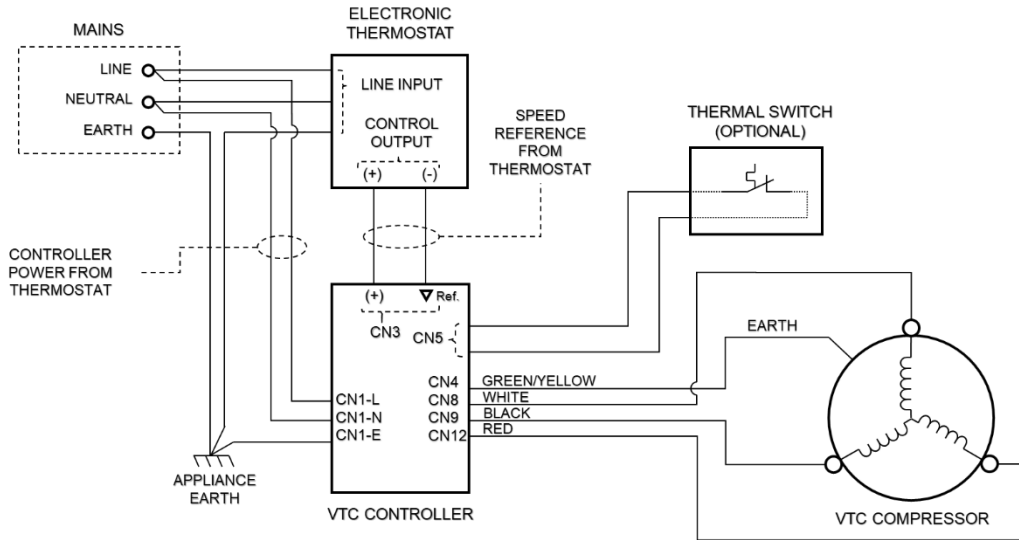 MAINS
LINE
NEUTRAL
EARTH
ELECTRONIC
THERMOSTAT
LINE INPUT
CONTROL
OUTPUT
(+) (-)
SPEED
REFERENCE
FROM
THERMOSTAT
THERMAL SWITCH
(OPTIONAL)
CONTROLLER
POWER FROM
THERMOSTAT
(+) Ref.
CN3
CN5
CN1-L
CN1-N
CN1-E
CN4
CN8
CN9
CN12
GREEN/YELLOW
WHITE
BLACK
RED
EARTH
APPLIANCE
EARTH
VTC CONTROLLER
VTC COMPRESSOR